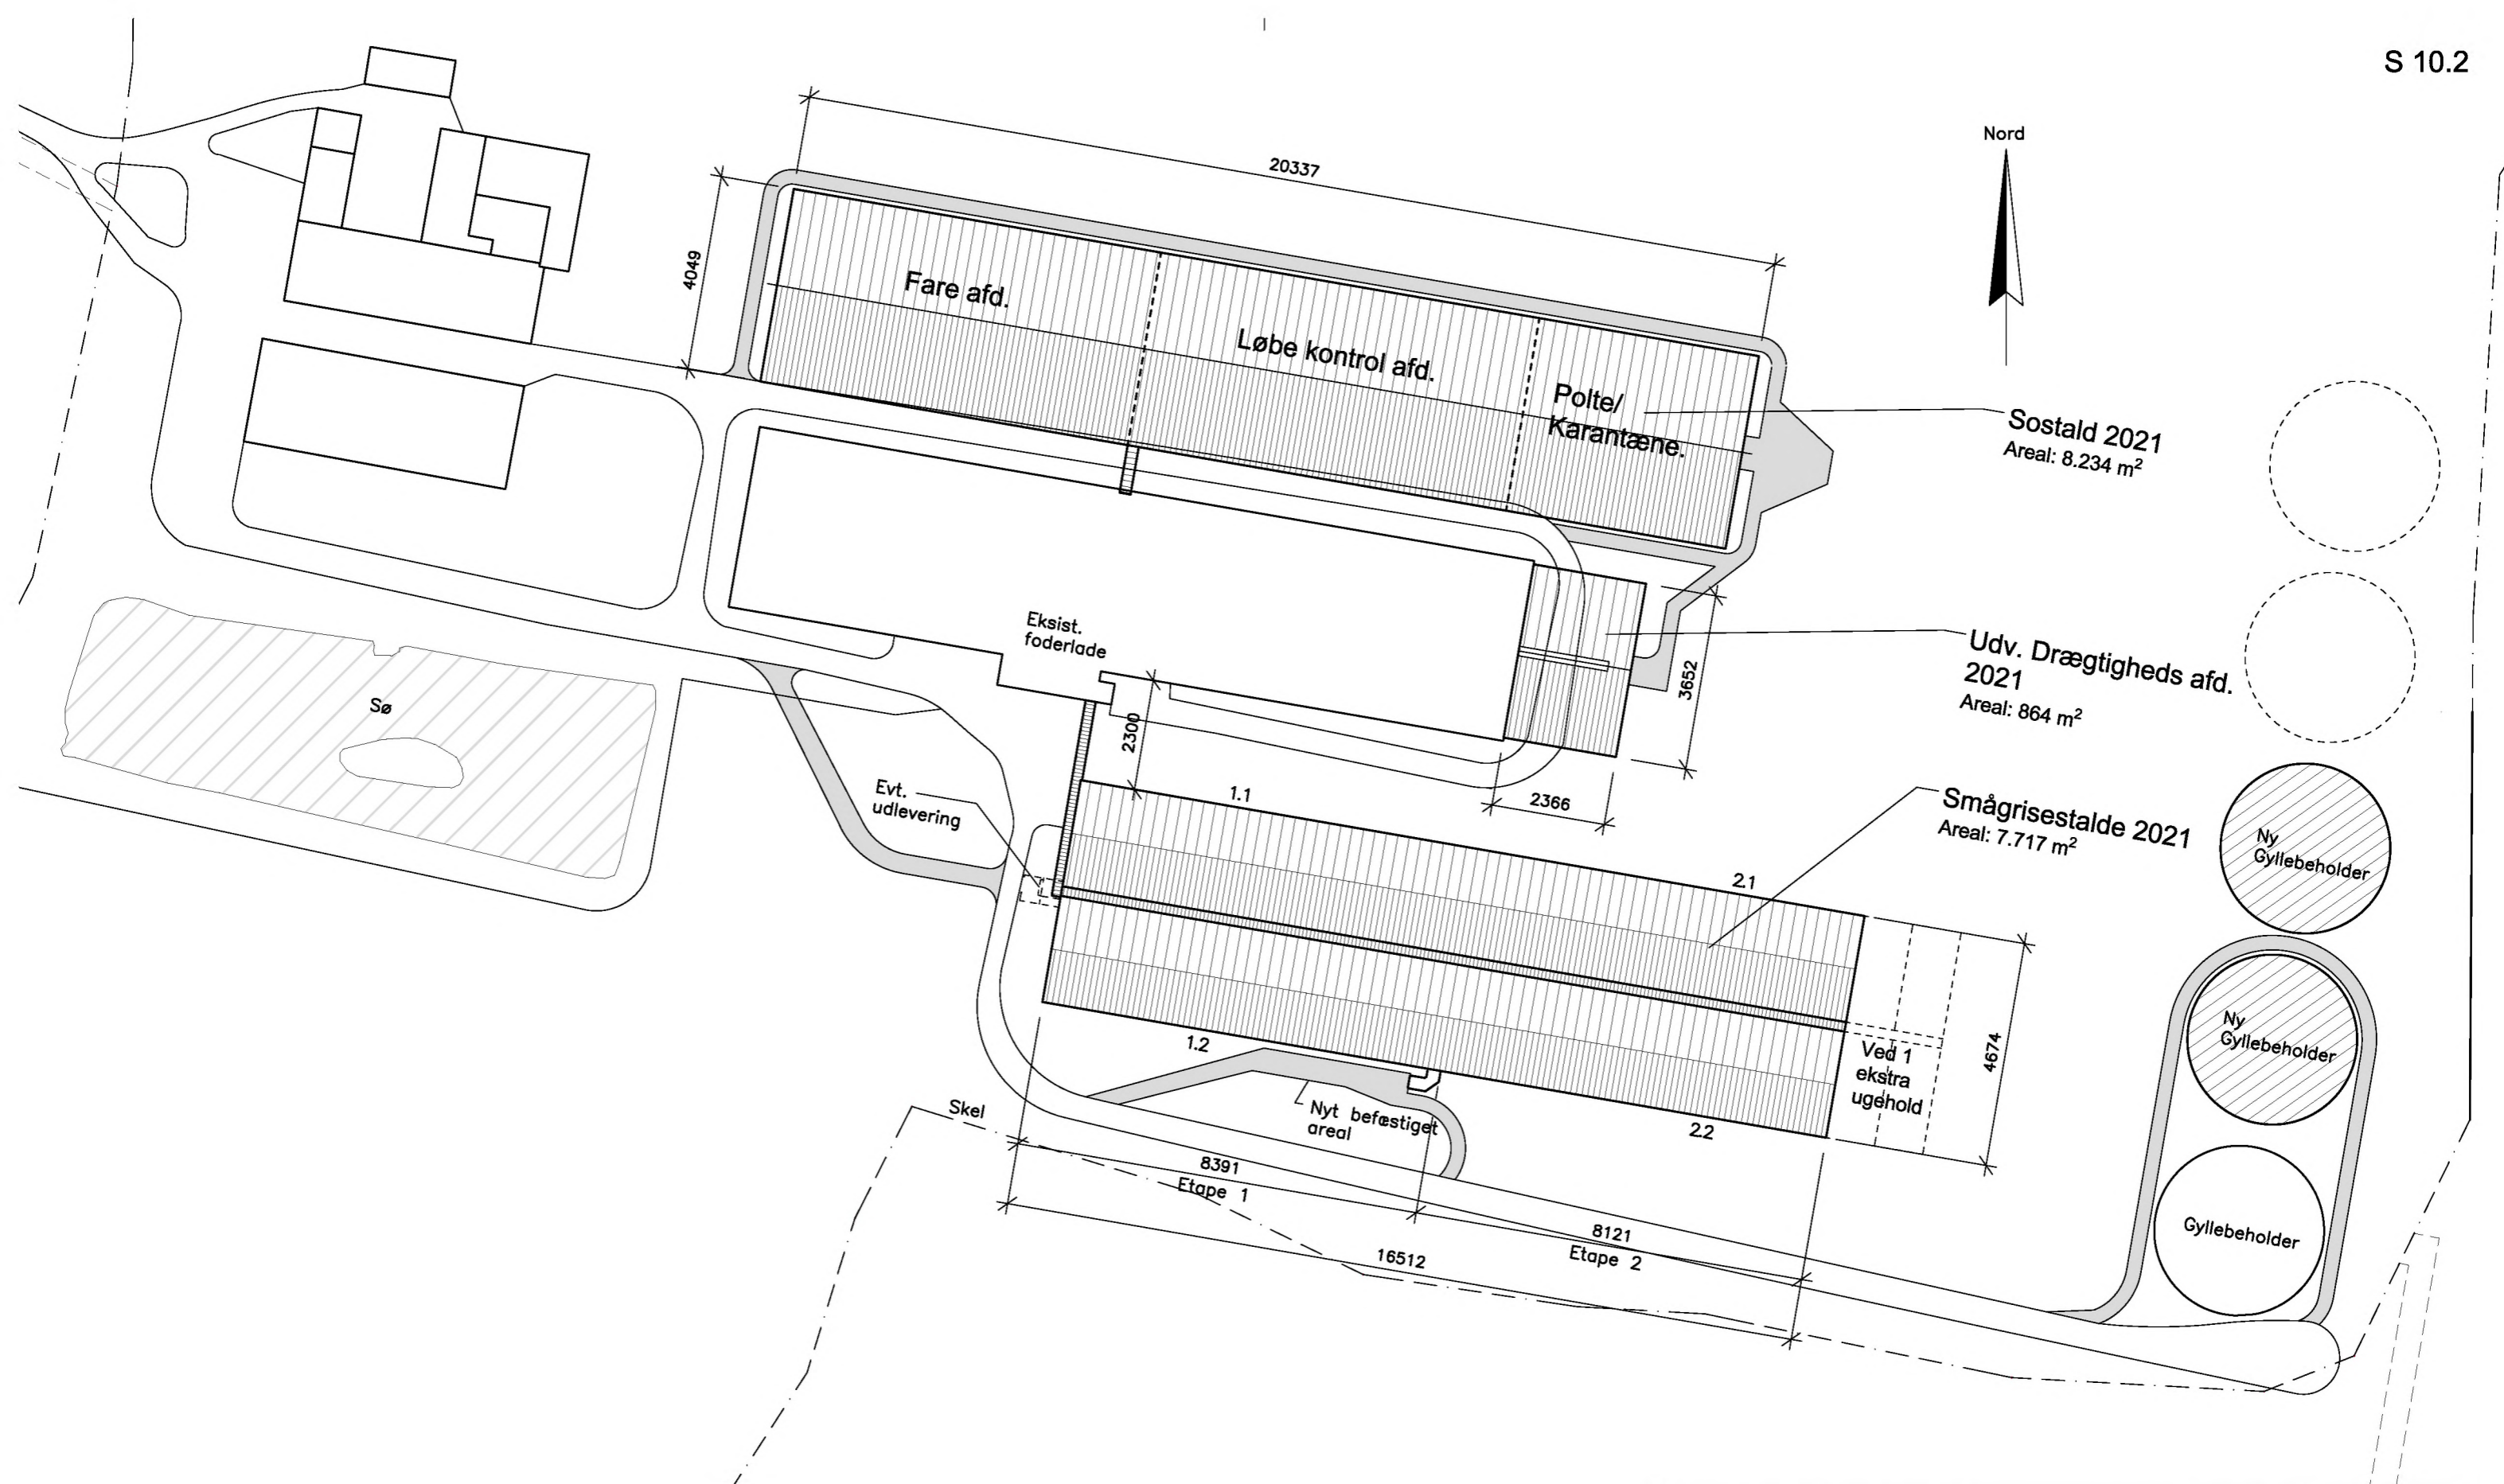 S 10.2
Nord
20337
4049
Fare afd.
Løbe kontrol afd.
Polte/
Karantæne.
Sostald 2021
Areal: 8.234 m²
Eksist.
foderlade
Udv. Drægtigheds afd.
2021
Areal: 864 m²
3652
Sø
2300
Evt.
udlevering
1.1
2366
Smågrisestalde 2021
Areal: 7.717 m²
Ny
Gyllebeholder
2.1
Ny
Gyllebeholder
1.2
4674
Ved 1
ekstra
ugehold
Skel
Nyt befæstiget
areal
2.2
8391
Etape 1
8121
Etape 2
16512
Gyllebeholder